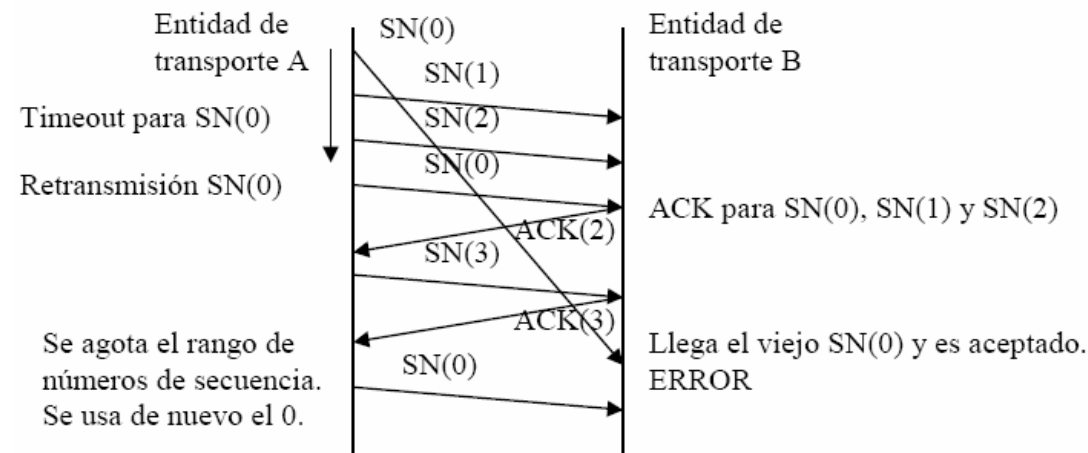 Entidad de
transporte A
SN(0)
Entidad de
transporte B
SN(1)
Timeout para SN(0)
SN(2)
SN(0)
Retransmisión SN(0)
ACK para SN(0), SN(1) y SN(2)
ACK(2)
SN(3)
ACK(3)
Se agota el rango de
números de secuencia.
Se usa de nuevo el 0.
SN(0)
Llega el viejo SN(0) y es aceptado.
ERROR